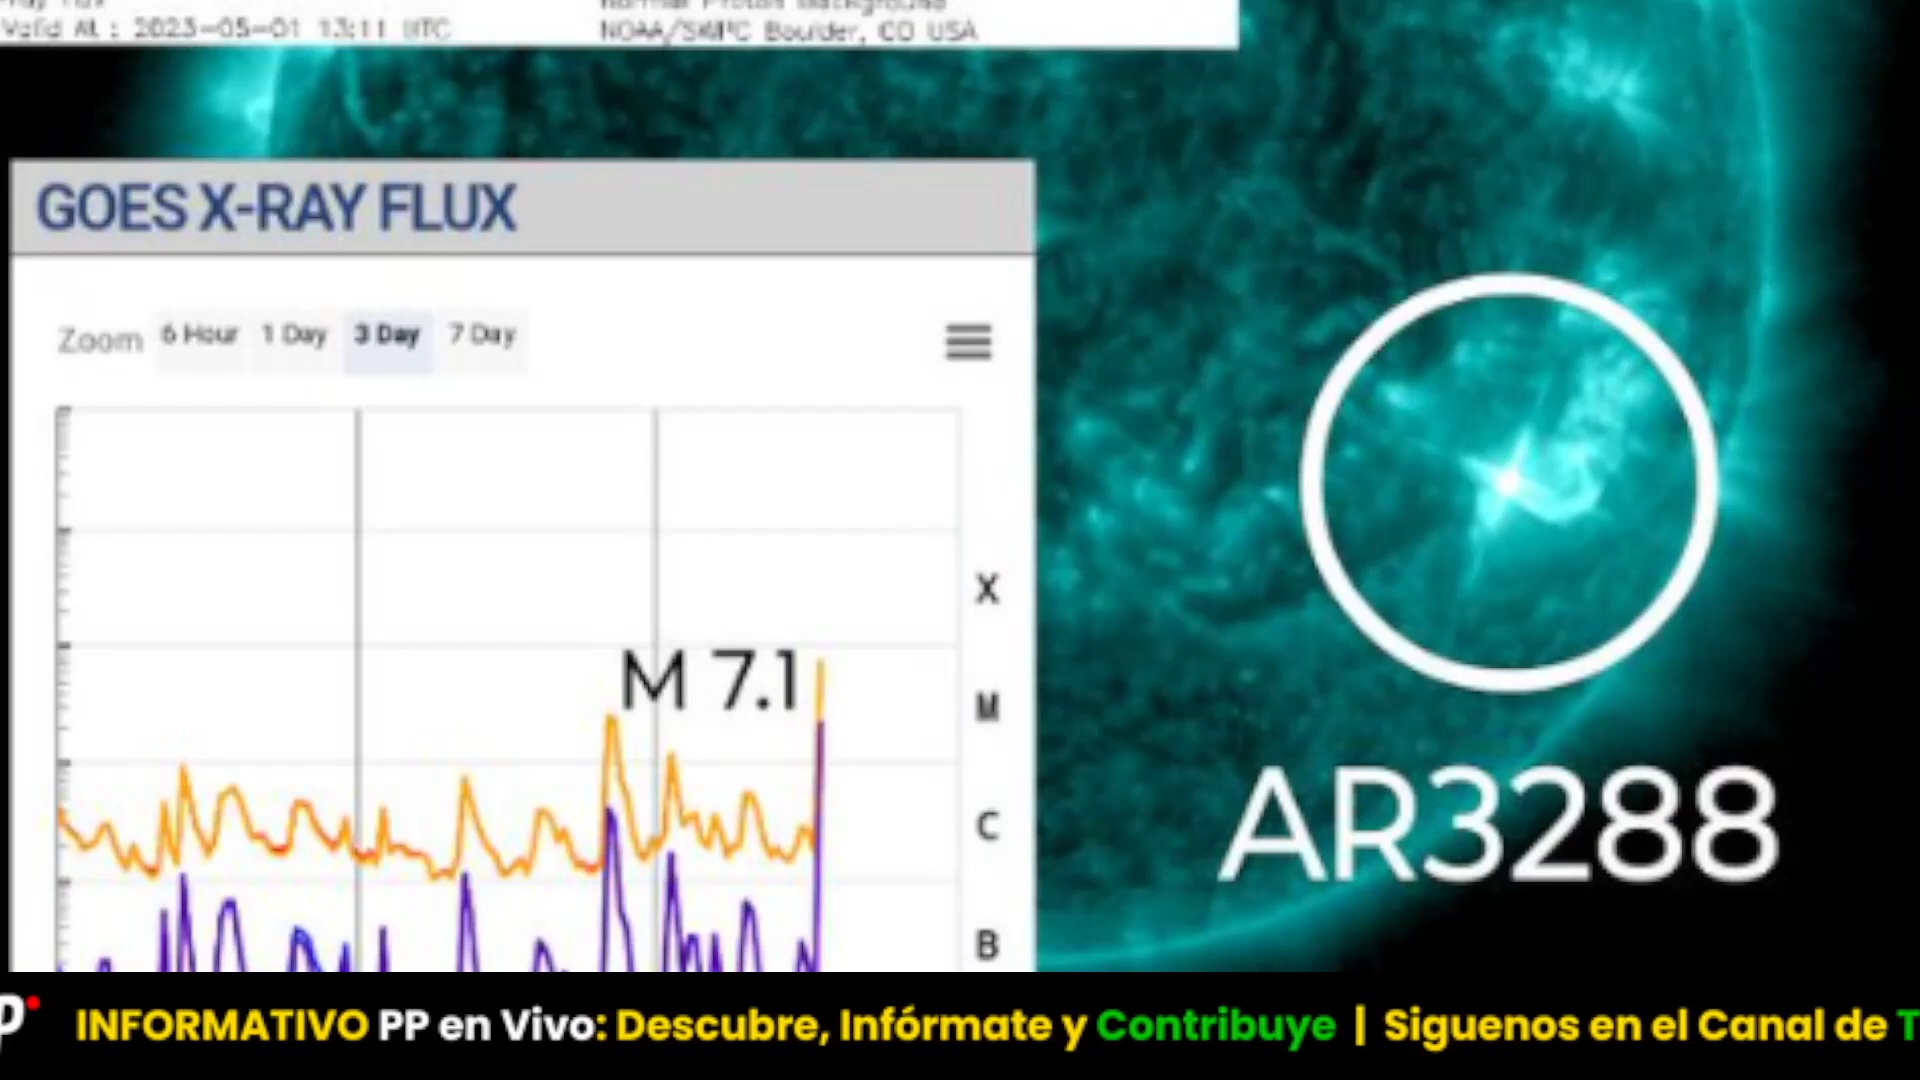 Valid At : 2023-05-01 13:11 UTC
NOAA/SWPC Boulder, CO USA
GOES X-RAY FLUX
Zoom 6 Hour 1 Day 3 Day 7 Day
X
M 7.1
M
C
B
AR3288
INFORMATIVO PP en Vivo: Descubre, Infórmate y Contribuye | Siguenos en el Canal de T